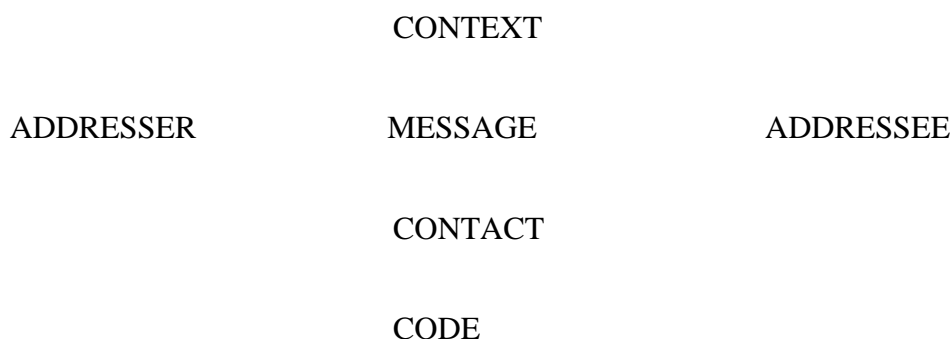 CONTEXT
ADDRESSER MESSAGE ADDRESSEE
CONTACT
CODE